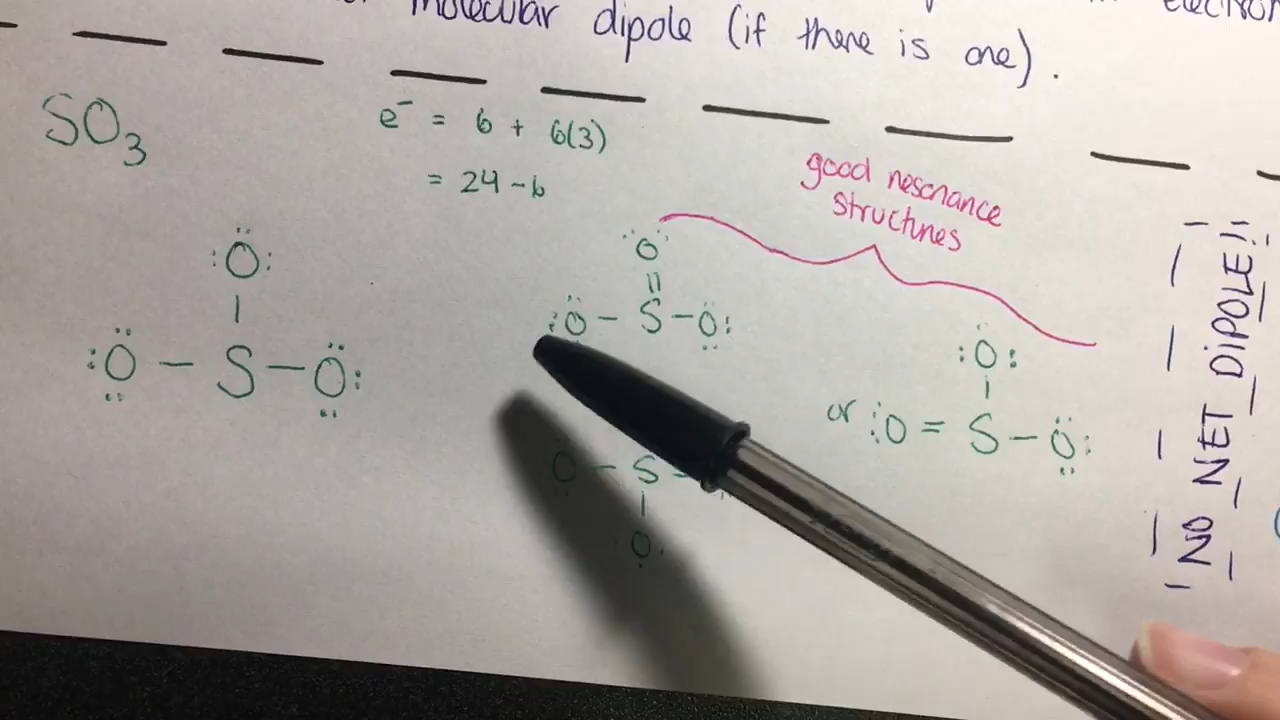 molecular dipole (if there is one).
SO3
e⁻ = 6 + 6(3)
= 24 - 6
good resonance
structures
O
O - S - O
O
O - S - O
or O = S - O
O
S
O
O
NO NET DIPOLE!!